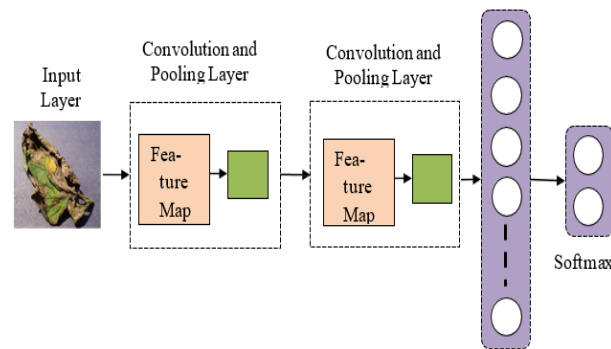 Input
Layer
Convolution and
Pooling Layer
Fea-
ture
Map
Convolution and
Pooling Layer
Fea-
ture
Map
Softmax